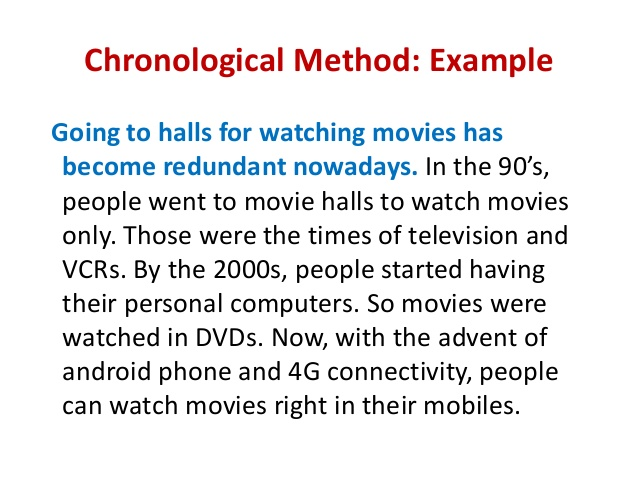 Chronological Method: Example
Going to halls for watching movies has
become redundant nowadays. In the 90’s,
people went to movie halls to watch movies
only. Those were the times of television and
VCRs. By the 2000s, people started having
their personal computers. So movies were
watched in DVDs. Now, with the advent of
android phone and 4G connectivity, people
can watch movies right in their mobiles.